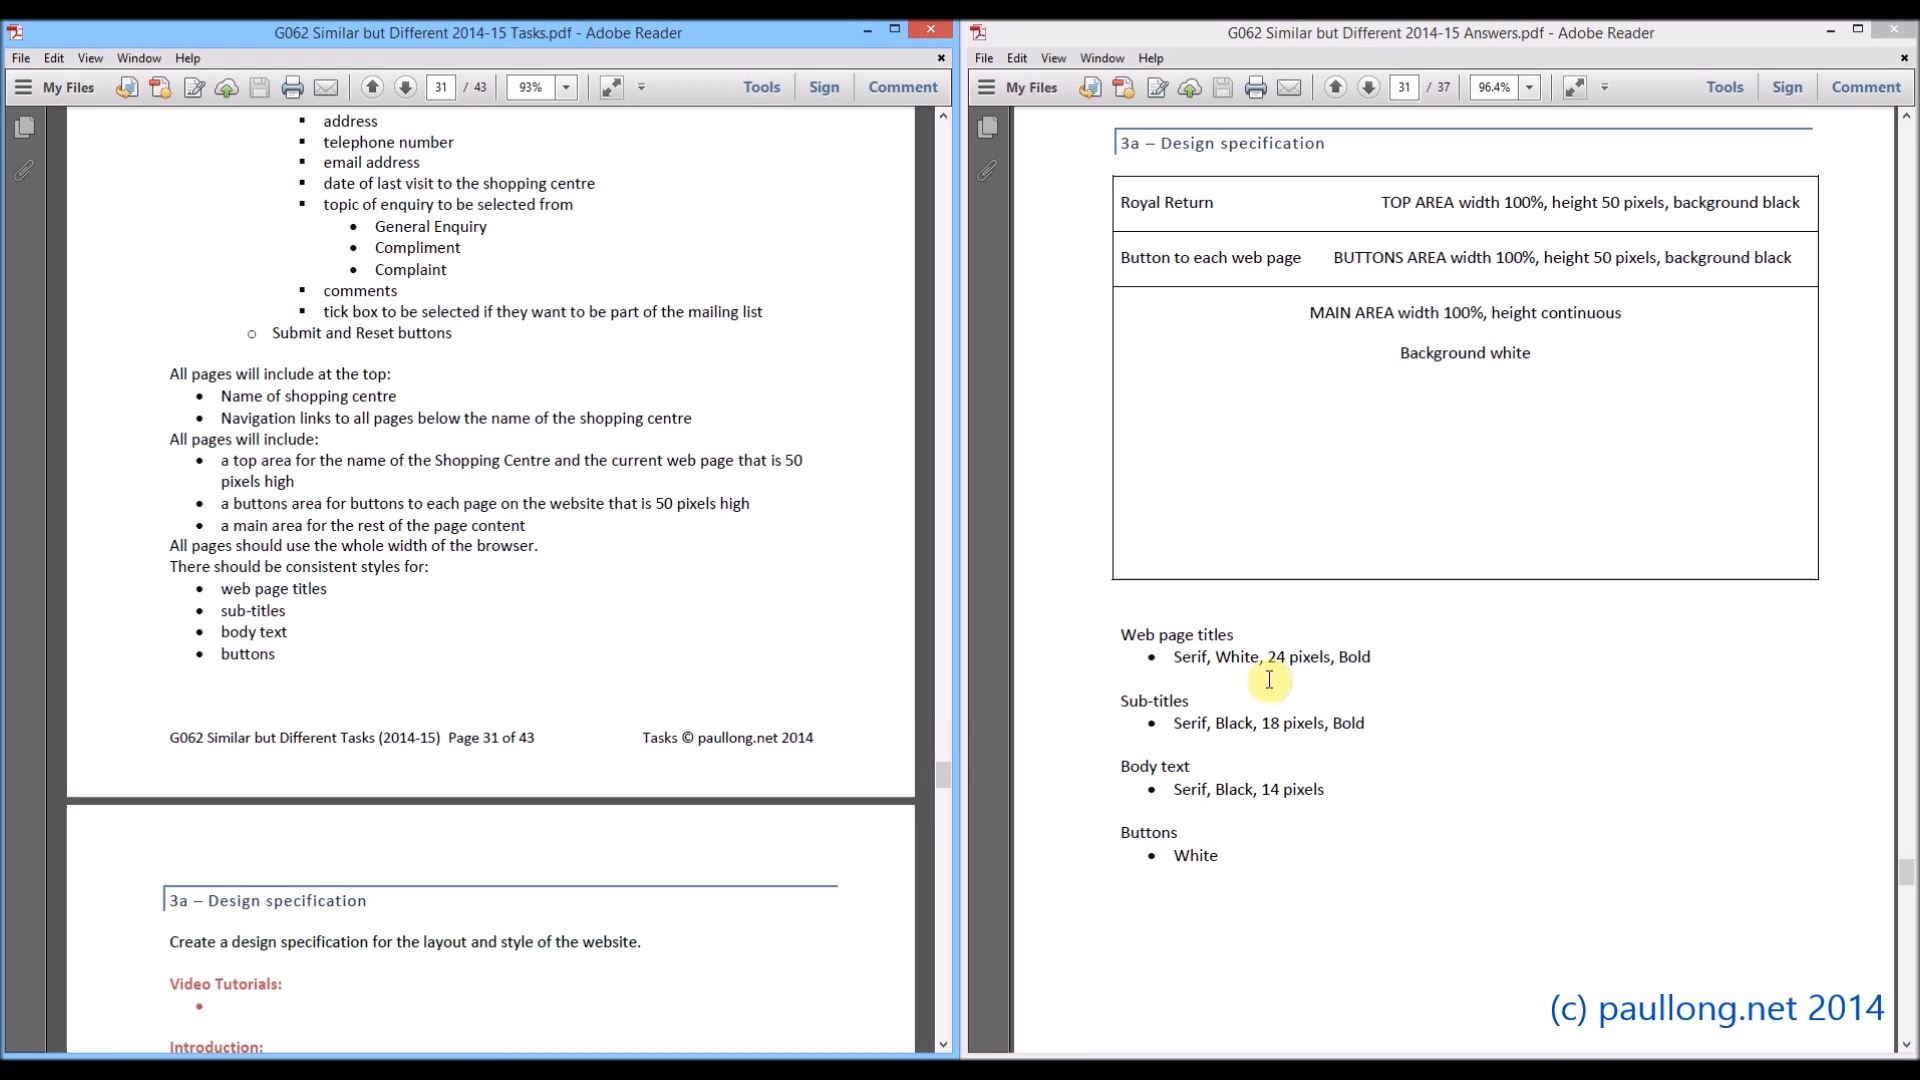 G062 Similar but Different 2014-15 Tasks.pdf - Adobe Reader
File Edit View Window Help
My Files 31 / 43 93% Tools Sign Comment
▪ address
▪ telephone number
▪ email address
▪ date of last visit to the shopping centre
▪ topic of enquiry to be selected from
• General Enquiry
• Compliment
• Complaint
▪ comments
▪ tick box to be selected if they want to be part of the mailing list
o Submit and Reset buttons
All pages will include at the top:
• Name of shopping centre
• Navigation links to all pages below the name of the shopping centre
All pages will include:
• a top area for the name of the Shopping Centre and the current web page that is 50
pixels high
• a buttons area for buttons to each page on the website that is 50 pixels high
• a main area for the rest of the page content
All pages should use the whole width of the browser.
There should be consistent styles for:
• web page titles
• sub-titles
• body text
• buttons
G062 Similar but Different Tasks (2014-15) Page 31 of 43 Tasks © paullong.net 2014
3a – Design specification
Create a design specification for the layout and style of the website.
Video Tutorials:
•
Introduction:
G062 Similar but Different 2014-15 Answers.pdf - Adobe Reader
File Edit View Window Help
My Files 31 / 37 96.4% Tools Sign Comment
3a – Design specification
Royal Return TOP AREA width 100%, height 50 pixels, background black
Button to each web page BUTTONS AREA width 100%, height 50 pixels, background black
MAIN AREA width 100%, height continuous
Background white
Web page titles
• Serif, White, 24 pixels, Bold
Sub-titles
• Serif, Black, 18 pixels, Bold
Body text
• Serif, Black, 14 pixels
Buttons
• White
(c) paullong.net 2014